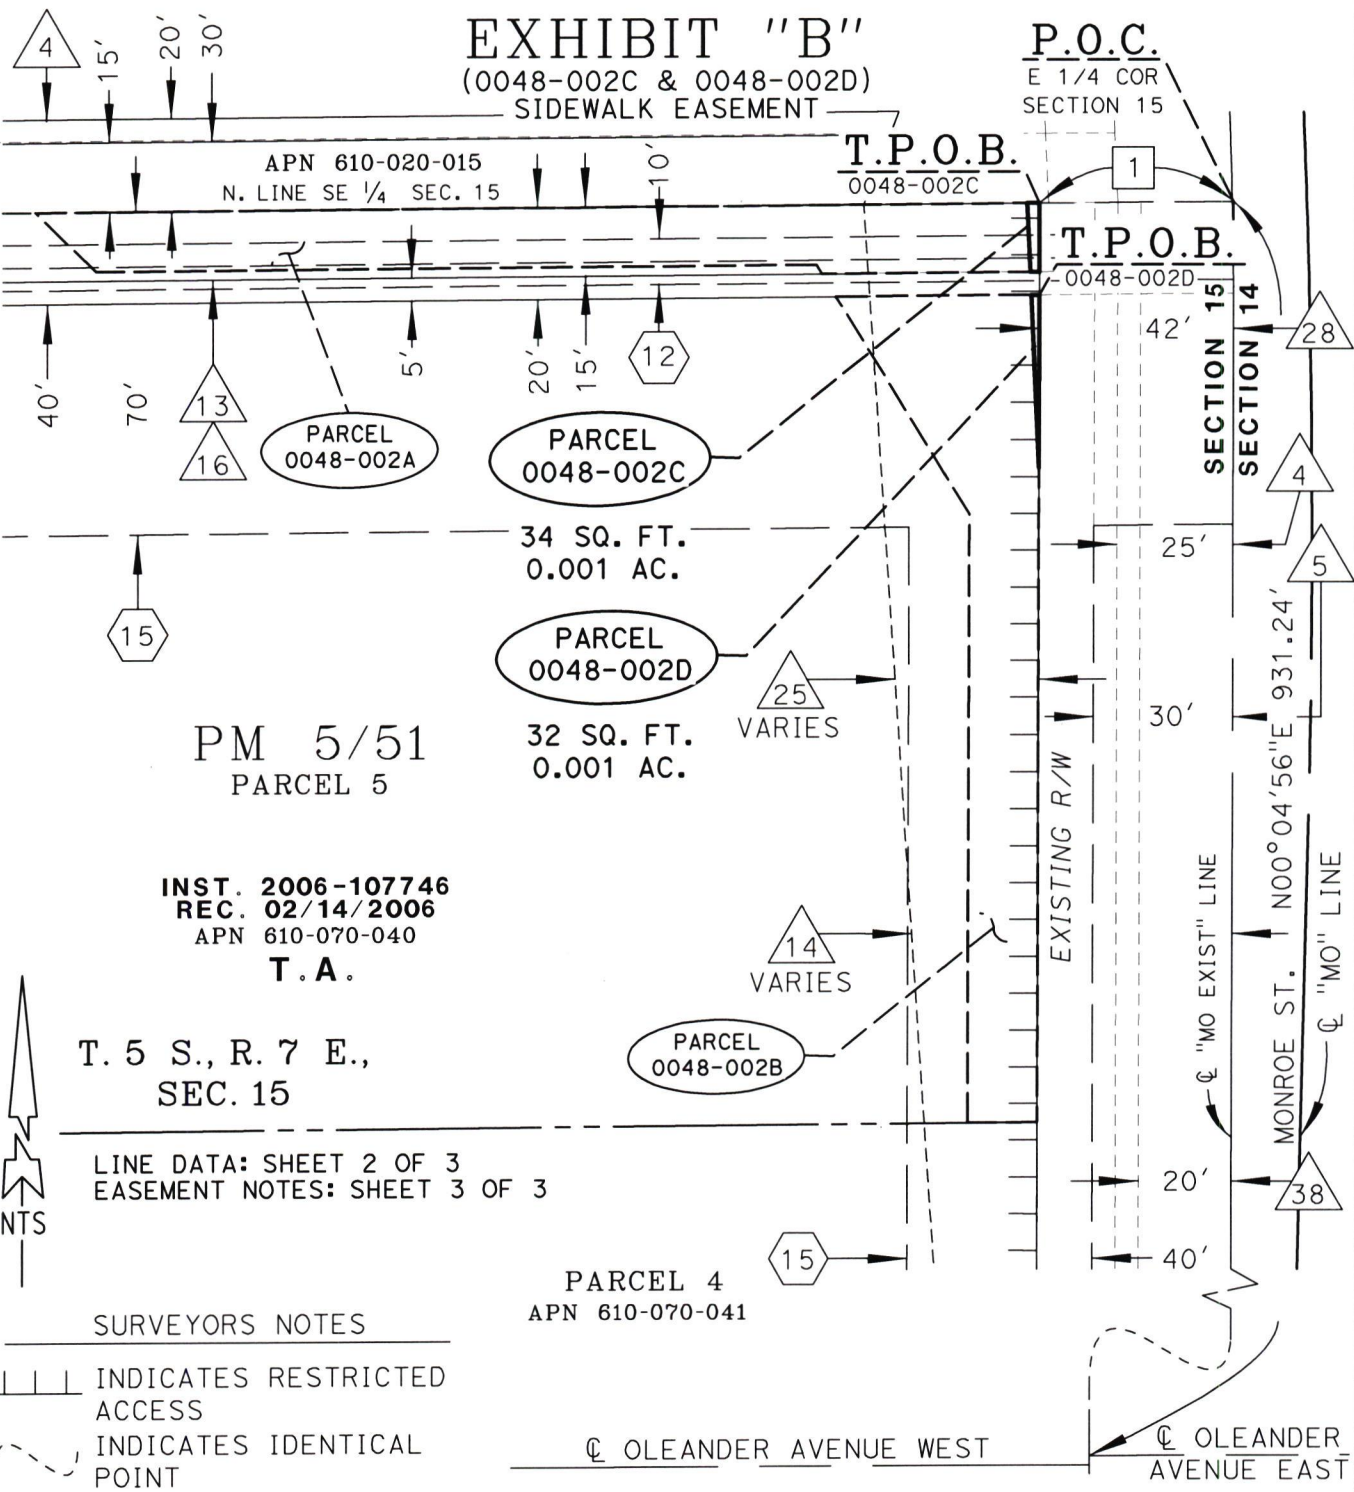 EXHIBIT "B"
(0048-002C & 0048-002D)
SIDEWALK EASEMENT
P.O.C.
E 1/4 COR
SECTION 15
4
15'
20'
30'
APN 610-020-015
N. LINE SE 1/4 SEC. 15
10'
T.P.O.B.
0048-002C
1
T.P.O.B.
0048-002D
SECTION 15
SECTION 14
42'
28
40'
70'
13
16
5'
20'
15'
12
PARCEL
0048-002A
PARCEL
0048-002C
34 SQ. FT.
0.001 AC.
4
25'
5
15
PARCEL
0048-002D
32 SQ. FT.
0.001 AC.
25
VARIES
30'
PM 5/51
PARCEL 5
EXISTING R/W
MONROE ST. N00°04'56"E 931.24'
INST. 2006-107746
REC. 02/14/2006
APN 610-070-040
T.A.
14
VARIES
℄ "MO EXIST" LINE
℄ "MO" LINE
T. 5 S., R. 7 E.,
SEC. 15
PARCEL
0048-002B
N
NTS
LINE DATA: SHEET 2 OF 3
EASEMENT NOTES: SHEET 3 OF 3
20'
38
15
40'
PARCEL 4
APN 610-070-041
SURVEYORS NOTES
INDICATES RESTRICTED
ACCESS
INDICATES IDENTICAL
POINT
℄ OLEANDER AVENUE WEST
℄ OLEANDER
AVENUE EAST